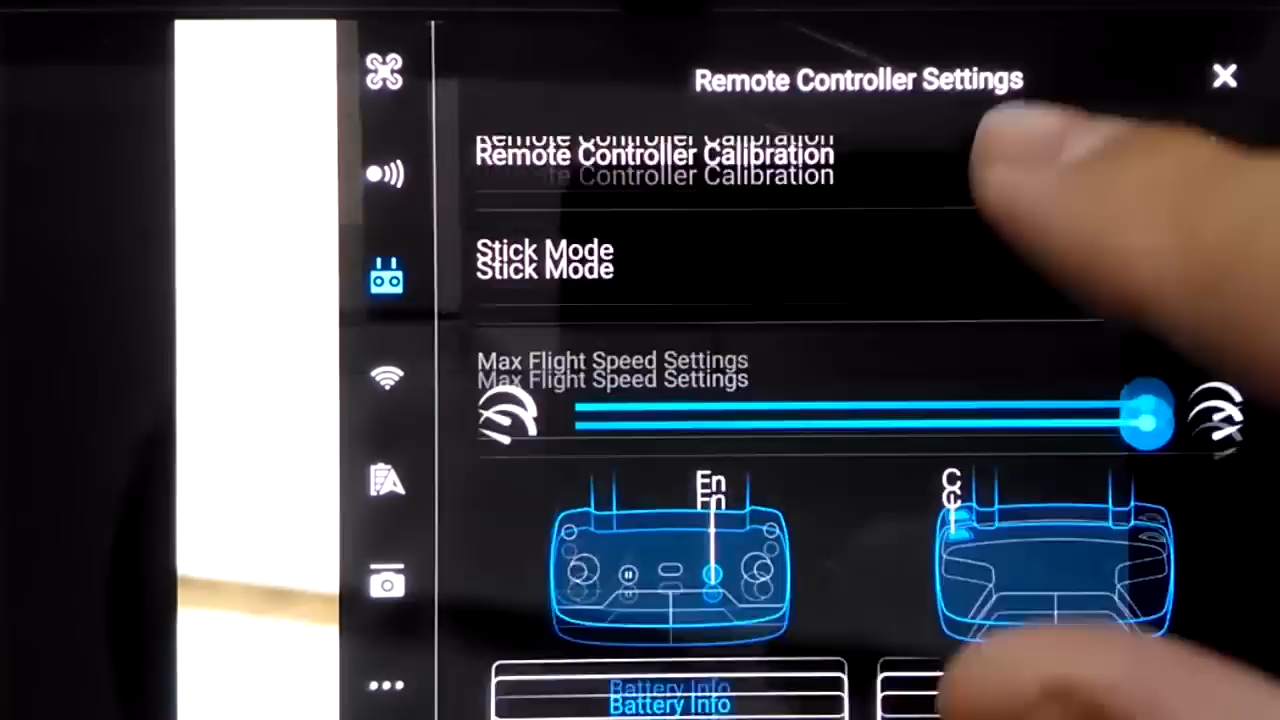 Remote Controller Settings
Remote Controller Calibration
Stick Mode
Max Flight Speed Settings
En
C
Battery Info